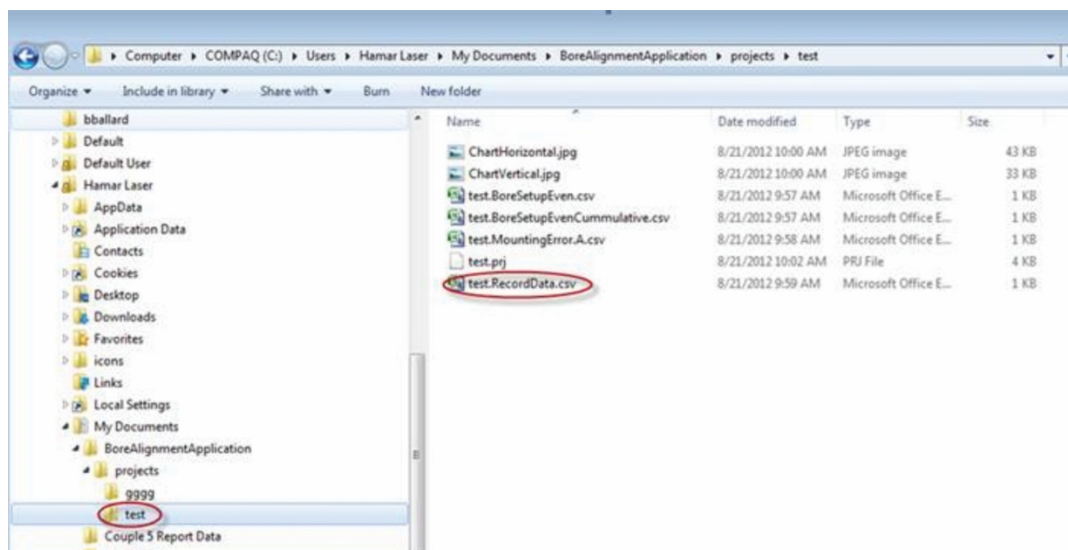 Computer COMPAQ (C:) Users Hamar Laser My Documents BoreAlignmentApplication projects test
Organize Include in library Share with Burn New folder
bballard
Default
Default User
Hamar Laser
AppData
Application Data
Contacts
Cookies
Desktop
Downloads
Favorites
icons
Links
Local Settings
My Documents
BoreAlignmentApplication
projects
gggg
test
Couple 5 Report Data
Name Date modified Type Size
ChartHorizontal.jpg 8/21/2012 10:00 AM JPEG image 43 KB
ChartVertical.jpg 8/21/2012 10:00 AM JPEG image 33 KB
test.BoreSetupEven.csv 8/21/2012 9:57 AM Microsoft Office E... 1 KB
test.BoreSetupEvenCummulative.csv 8/21/2012 9:57 AM Microsoft Office E... 1 KB
test.MountingError.A.csv 8/21/2012 9:58 AM Microsoft Office E... 1 KB
test.prj 8/21/2012 10:02 AM PRJ File 4 KB
test.RecordData.csv 8/21/2012 9:59 AM Microsoft Office E... 1 KB